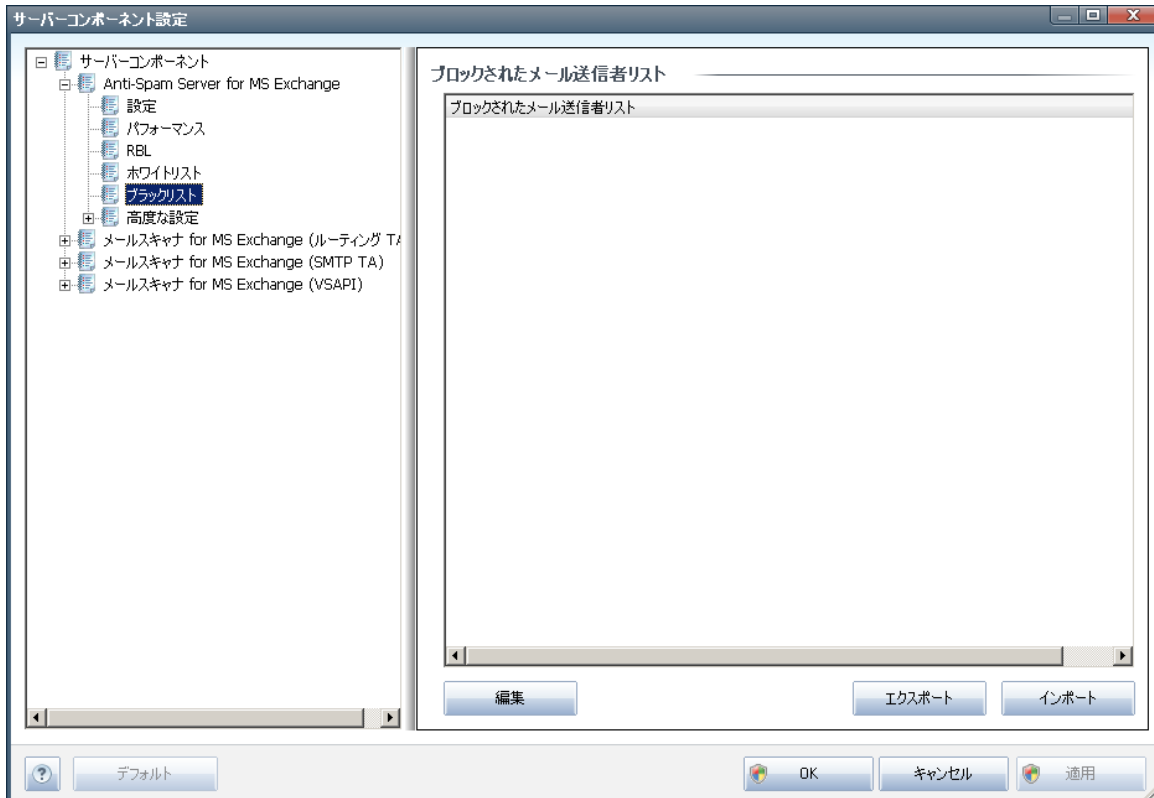 サーバーコンポーネント設定
サーバーコンポーネント
Anti-Spam Server for MS Exchange
設定
パフォーマンス
RBL
ホワイトリスト
ブラックリスト
高度な設定
メールスキャナ for MS Exchange (ルーティング TA
メールスキャナ for MS Exchange (SMTP TA)
メールスキャナ for MS Exchange (VSAPI)
ブロックされたメール送信者リスト
ブロックされたメール送信者リスト
編集
エクスポート
インポート
?
デフォルト
OK
キャンセル
適用